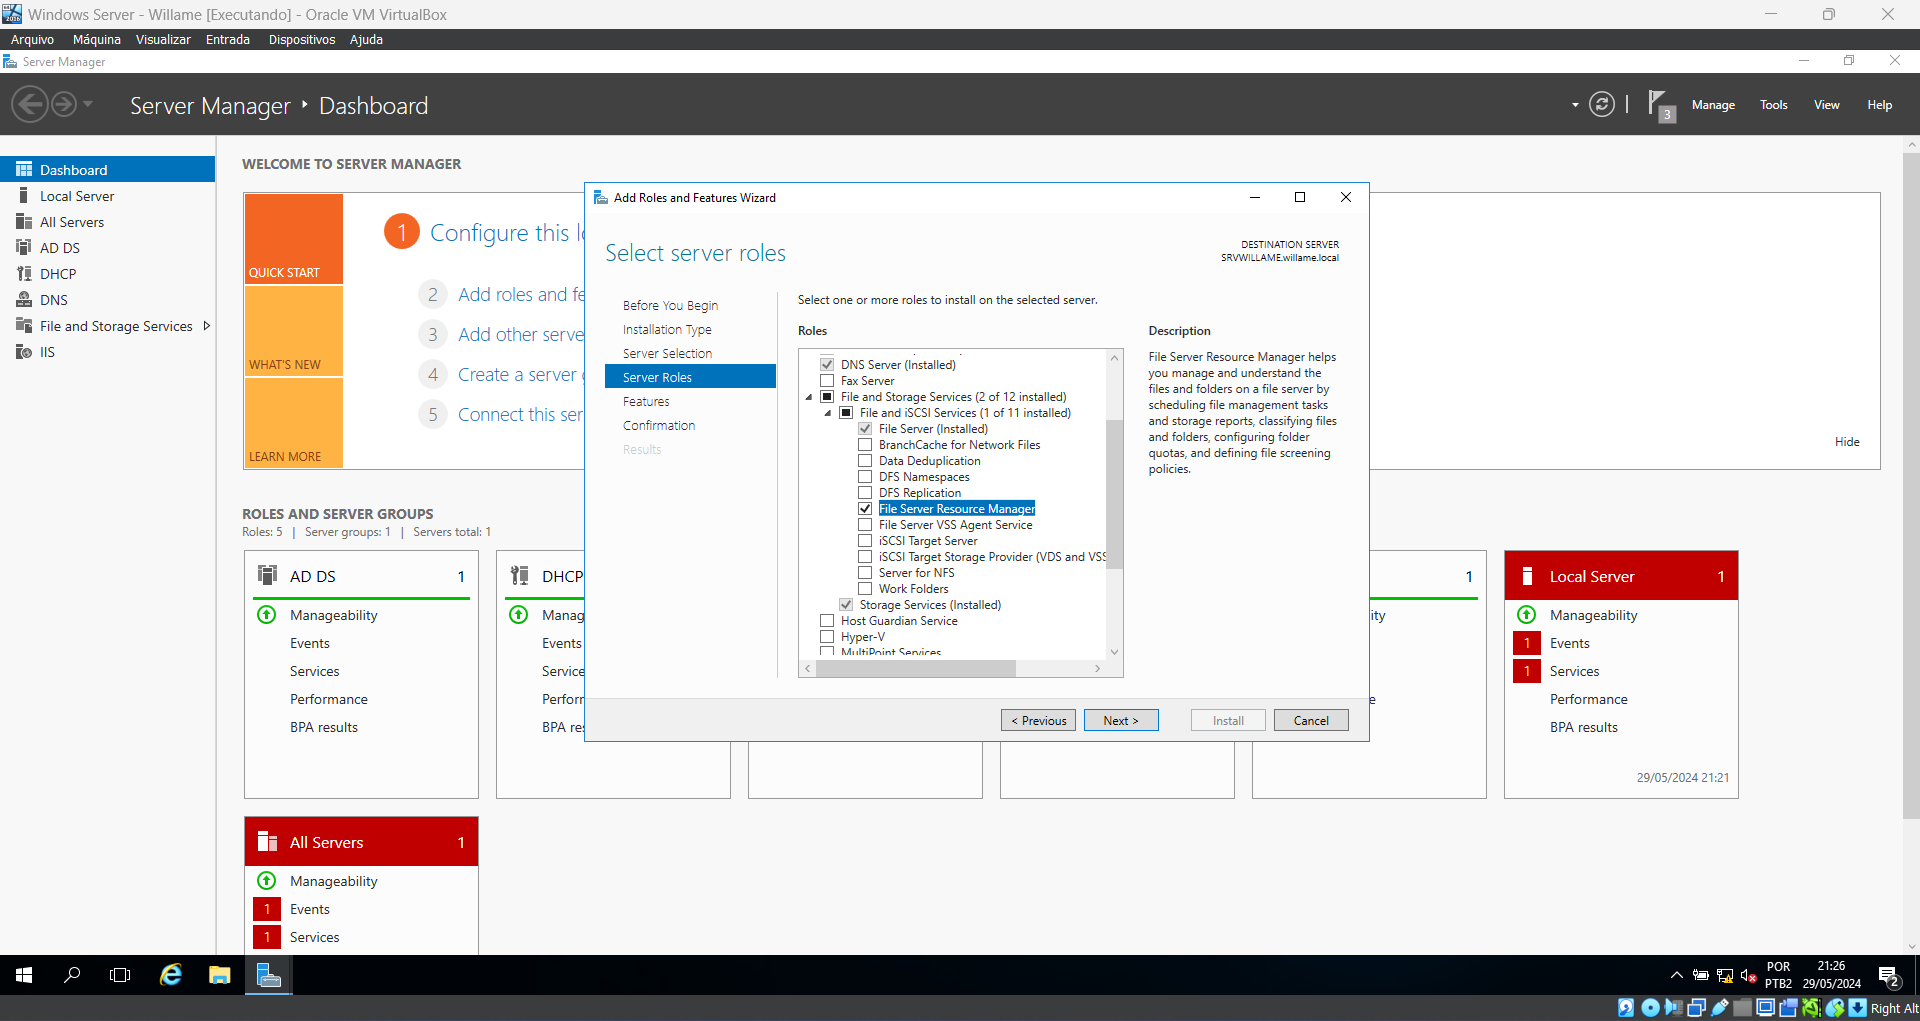 Windows Server - Willame [Executando] - Oracle VM VirtualBox
Arquivo Máquina Visualizar Entrada Dispositivos Ajuda
Server Manager
Server Manager ‣ Dashboard
3 Manage Tools View Help
Dashboard
Local Server
All Servers
AD DS
DHCP
DNS
File and Storage Services
IIS
WELCOME TO SERVER MANAGER
QUICK START
WHAT'S NEW
LEARN MORE
1 Configure this l
2 Add roles and fe
3 Add other serve
4 Create a server
5 Connect this ser
Hide
Add Roles and Features Wizard
Select server roles
DESTINATION SERVER
SRVWILLAME.willame.local
Before You Begin
Installation Type
Server Selection
Server Roles
Features
Confirmation
Results
Select one or more roles to install on the selected server.
Roles
DNS Server (Installed)
Fax Server
File and Storage Services (2 of 12 installed)
File and iSCSI Services (1 of 11 installed)
File Server (Installed)
BranchCache for Network Files
Data Deduplication
DFS Namespaces
DFS Replication
File Server Resource Manager
File Server VSS Agent Service
iSCSI Target Server
iSCSI Target Storage Provider (VDS and VSS
Server for NFS
Work Folders
Storage Services (Installed)
Host Guardian Service
Hyper-V
MultiPoint Services
Description
File Server Resource Manager helps
you manage and understand the
files and folders on a file server by
scheduling file management tasks
and storage reports, classifying files
and folders, configuring folder
quotas, and defining file screening
policies.
< Previous Next > Install Cancel
ROLES AND SERVER GROUPS
Roles: 5 | Server groups: 1 | Servers total: 1
AD DS 1
Manageability
Events
Services
Performance
BPA results
DHCP
Manag
Events
Service
Perforr
BPA re
1
ity
e
Local Server 1
Manageability
1 Events
1 Services
Performance
BPA results
29/05/2024 21:21
All Servers 1
Manageability
1 Events
1 Services
POR
PTB2
21:26
29/05/2024
2
Right Alt